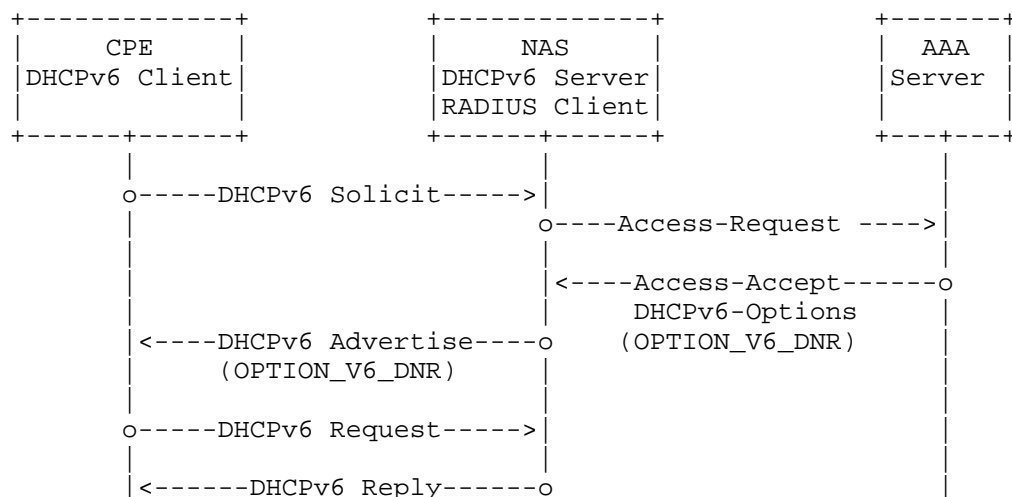 +-------------+ +-------------+ +-------+
| CPE | | NAS | | AAA |
|DHCPv6 Client| |DHCPv6 Server| |Server |
| | |RADIUS Client| | |
+------+------+ +------+------+ +---+---+
| | |
o-----DHCPv6 Solicit----->| |
| o----Access-Request ---->|
| | |
| |<----Access-Accept------o
| | DHCPv6-Options |
|<----DHCPv6 Advertise----o (OPTION_V6_DNR) |
| (OPTION_V6_DNR) | |
| | |
o-----DHCPv6 Request----->| |
| | |
|<------DHCPv6 Reply------o |